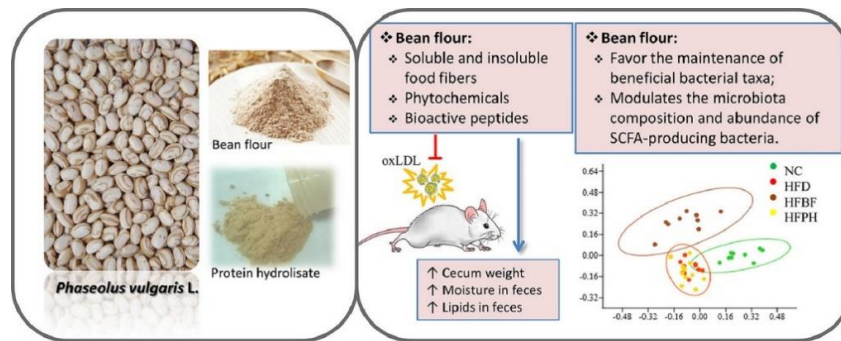 Bean flour
Protein hydrolisate
Phaseolus vulgaris L.
❖ Bean flour:
❖ Soluble and insoluble
food fibers
❖ Phytochemicals
❖ Bioactive peptides
oxLDL
↑ Cecum weight
↑ Moisture in feces
↑ Lipids in feces
❖ Bean flour:
❖ Favor the maintenance of
beneficial bacterial taxa;
❖ Modulates the microbiota
composition and abundance of
SCFA-producing bacteria.
NC
HFD
HFBF
HFPH
0.64
0.48
0.32
0.16
0.00
-0.16
-0.32
-0.48 -0.32 -0.16 0.00 0.16 0.32 0.48